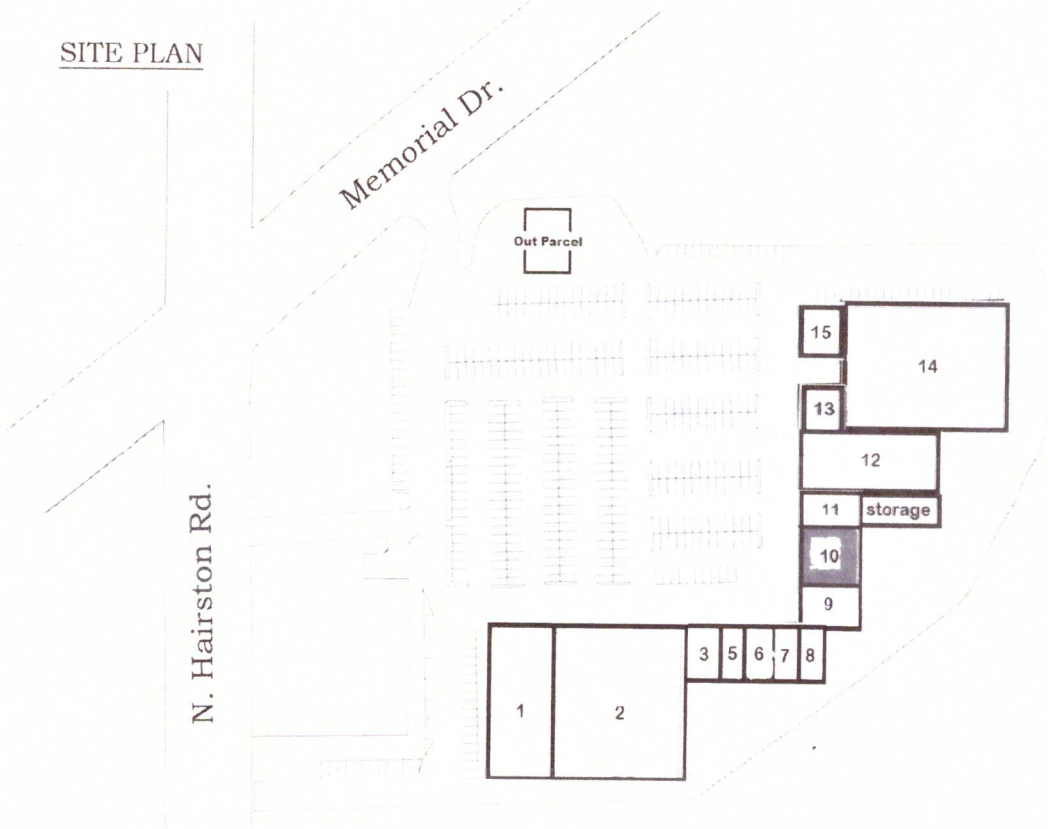 SITE PLAN
Memorial Dr.
Out Parcel
15
14
13
12
11
storage
10
9
N. Hairston Rd.
3
5
6
7
8
1
2